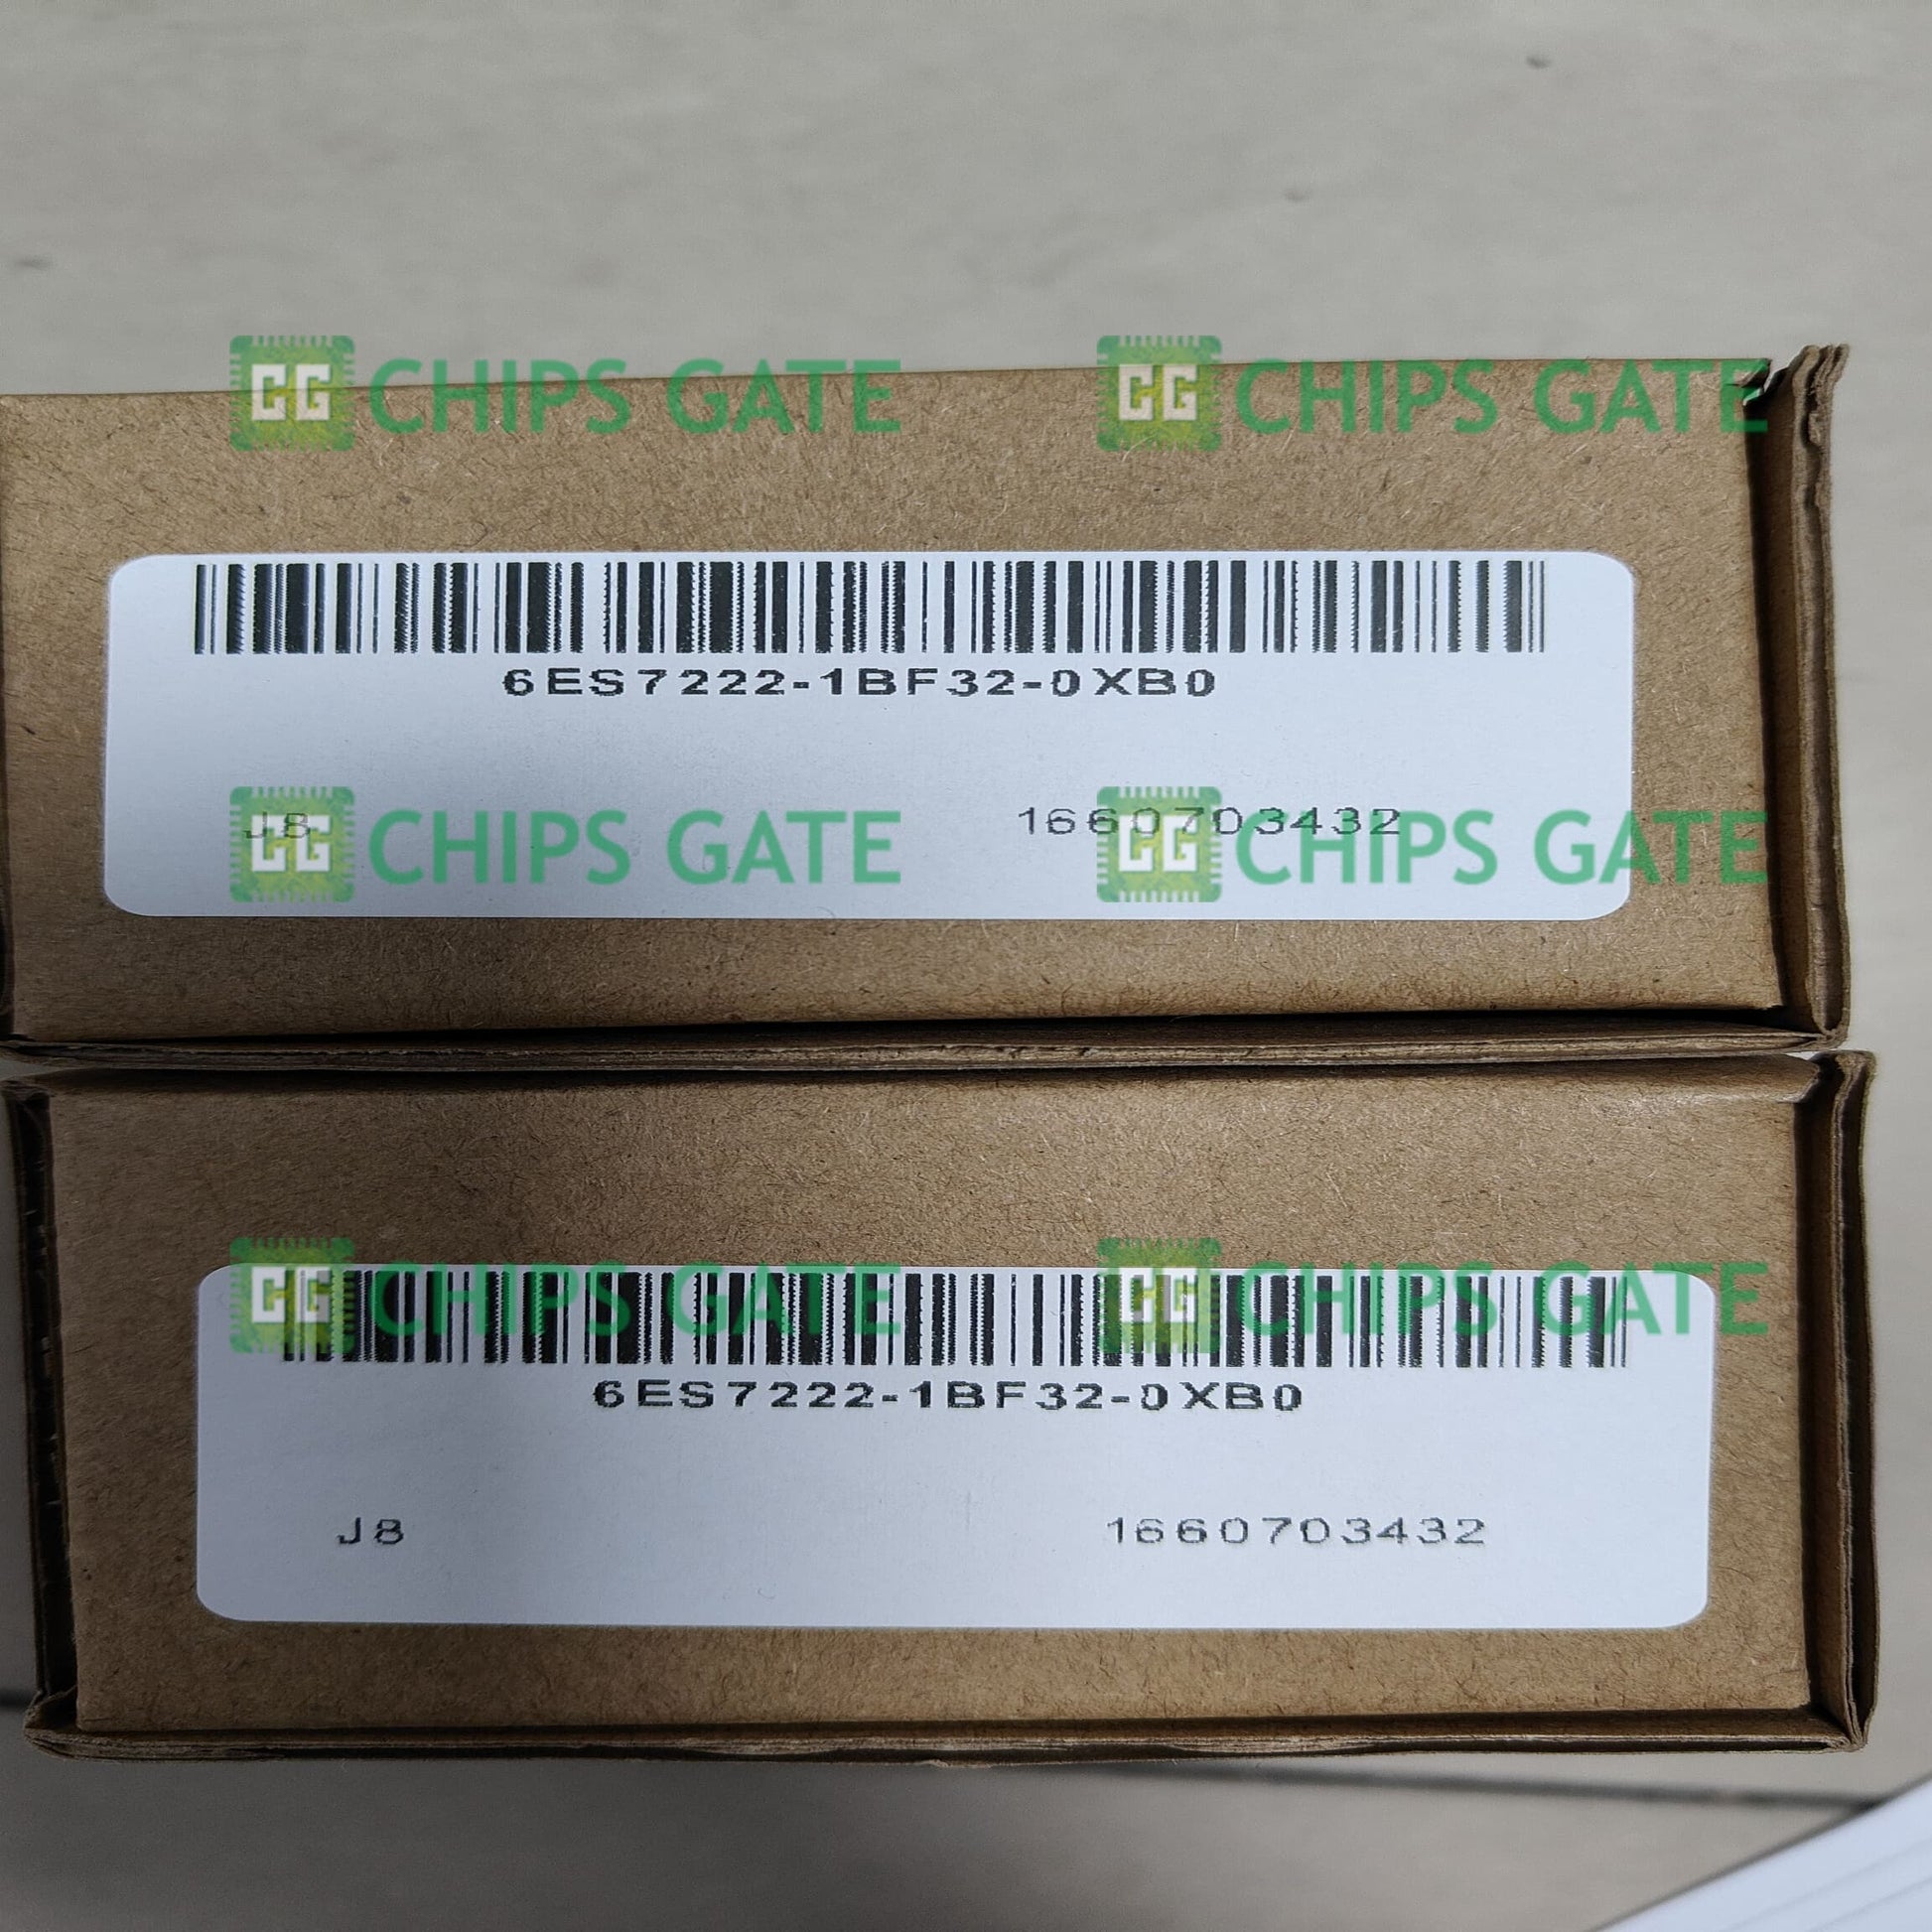 CG CHIPS GATE CG CHIPS GATE
6ES7222-1BF32-0XB0
J8 1660703432
CG CHIPS GATE CG CHIPS GATE
CG CHIPS GATE CG CHIPS GATE
6ES7222-1BF32-0XB0
J8 1660703432